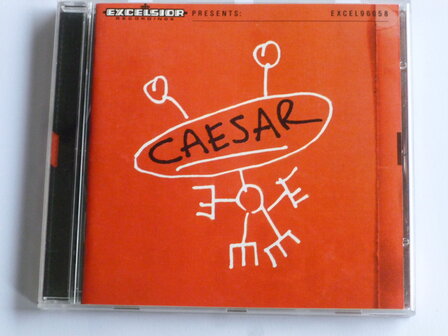 EXCELSIOR PRESENTS: EXCEL96058
RECORDINGS
CAESAR